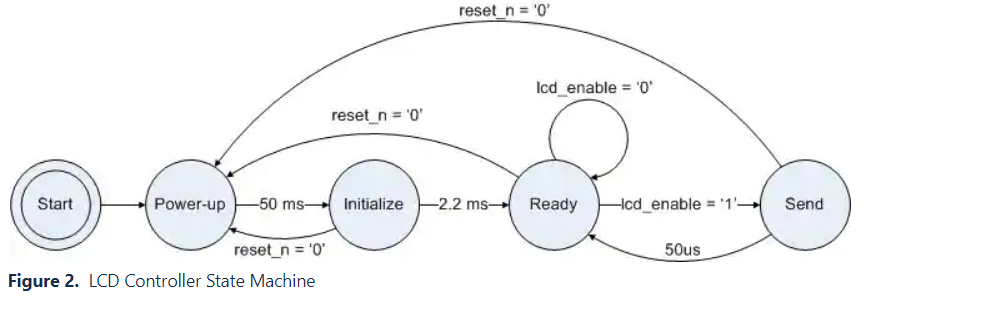 reset_n = '0'
lcd_enable = '0'
reset_n = '0'
Start
Power-up
50 ms
Initialize
2.2 ms
Ready
lcd_enable = '1'
Send
reset_n = '0'
50us
Figure 2. LCD Controller State Machine